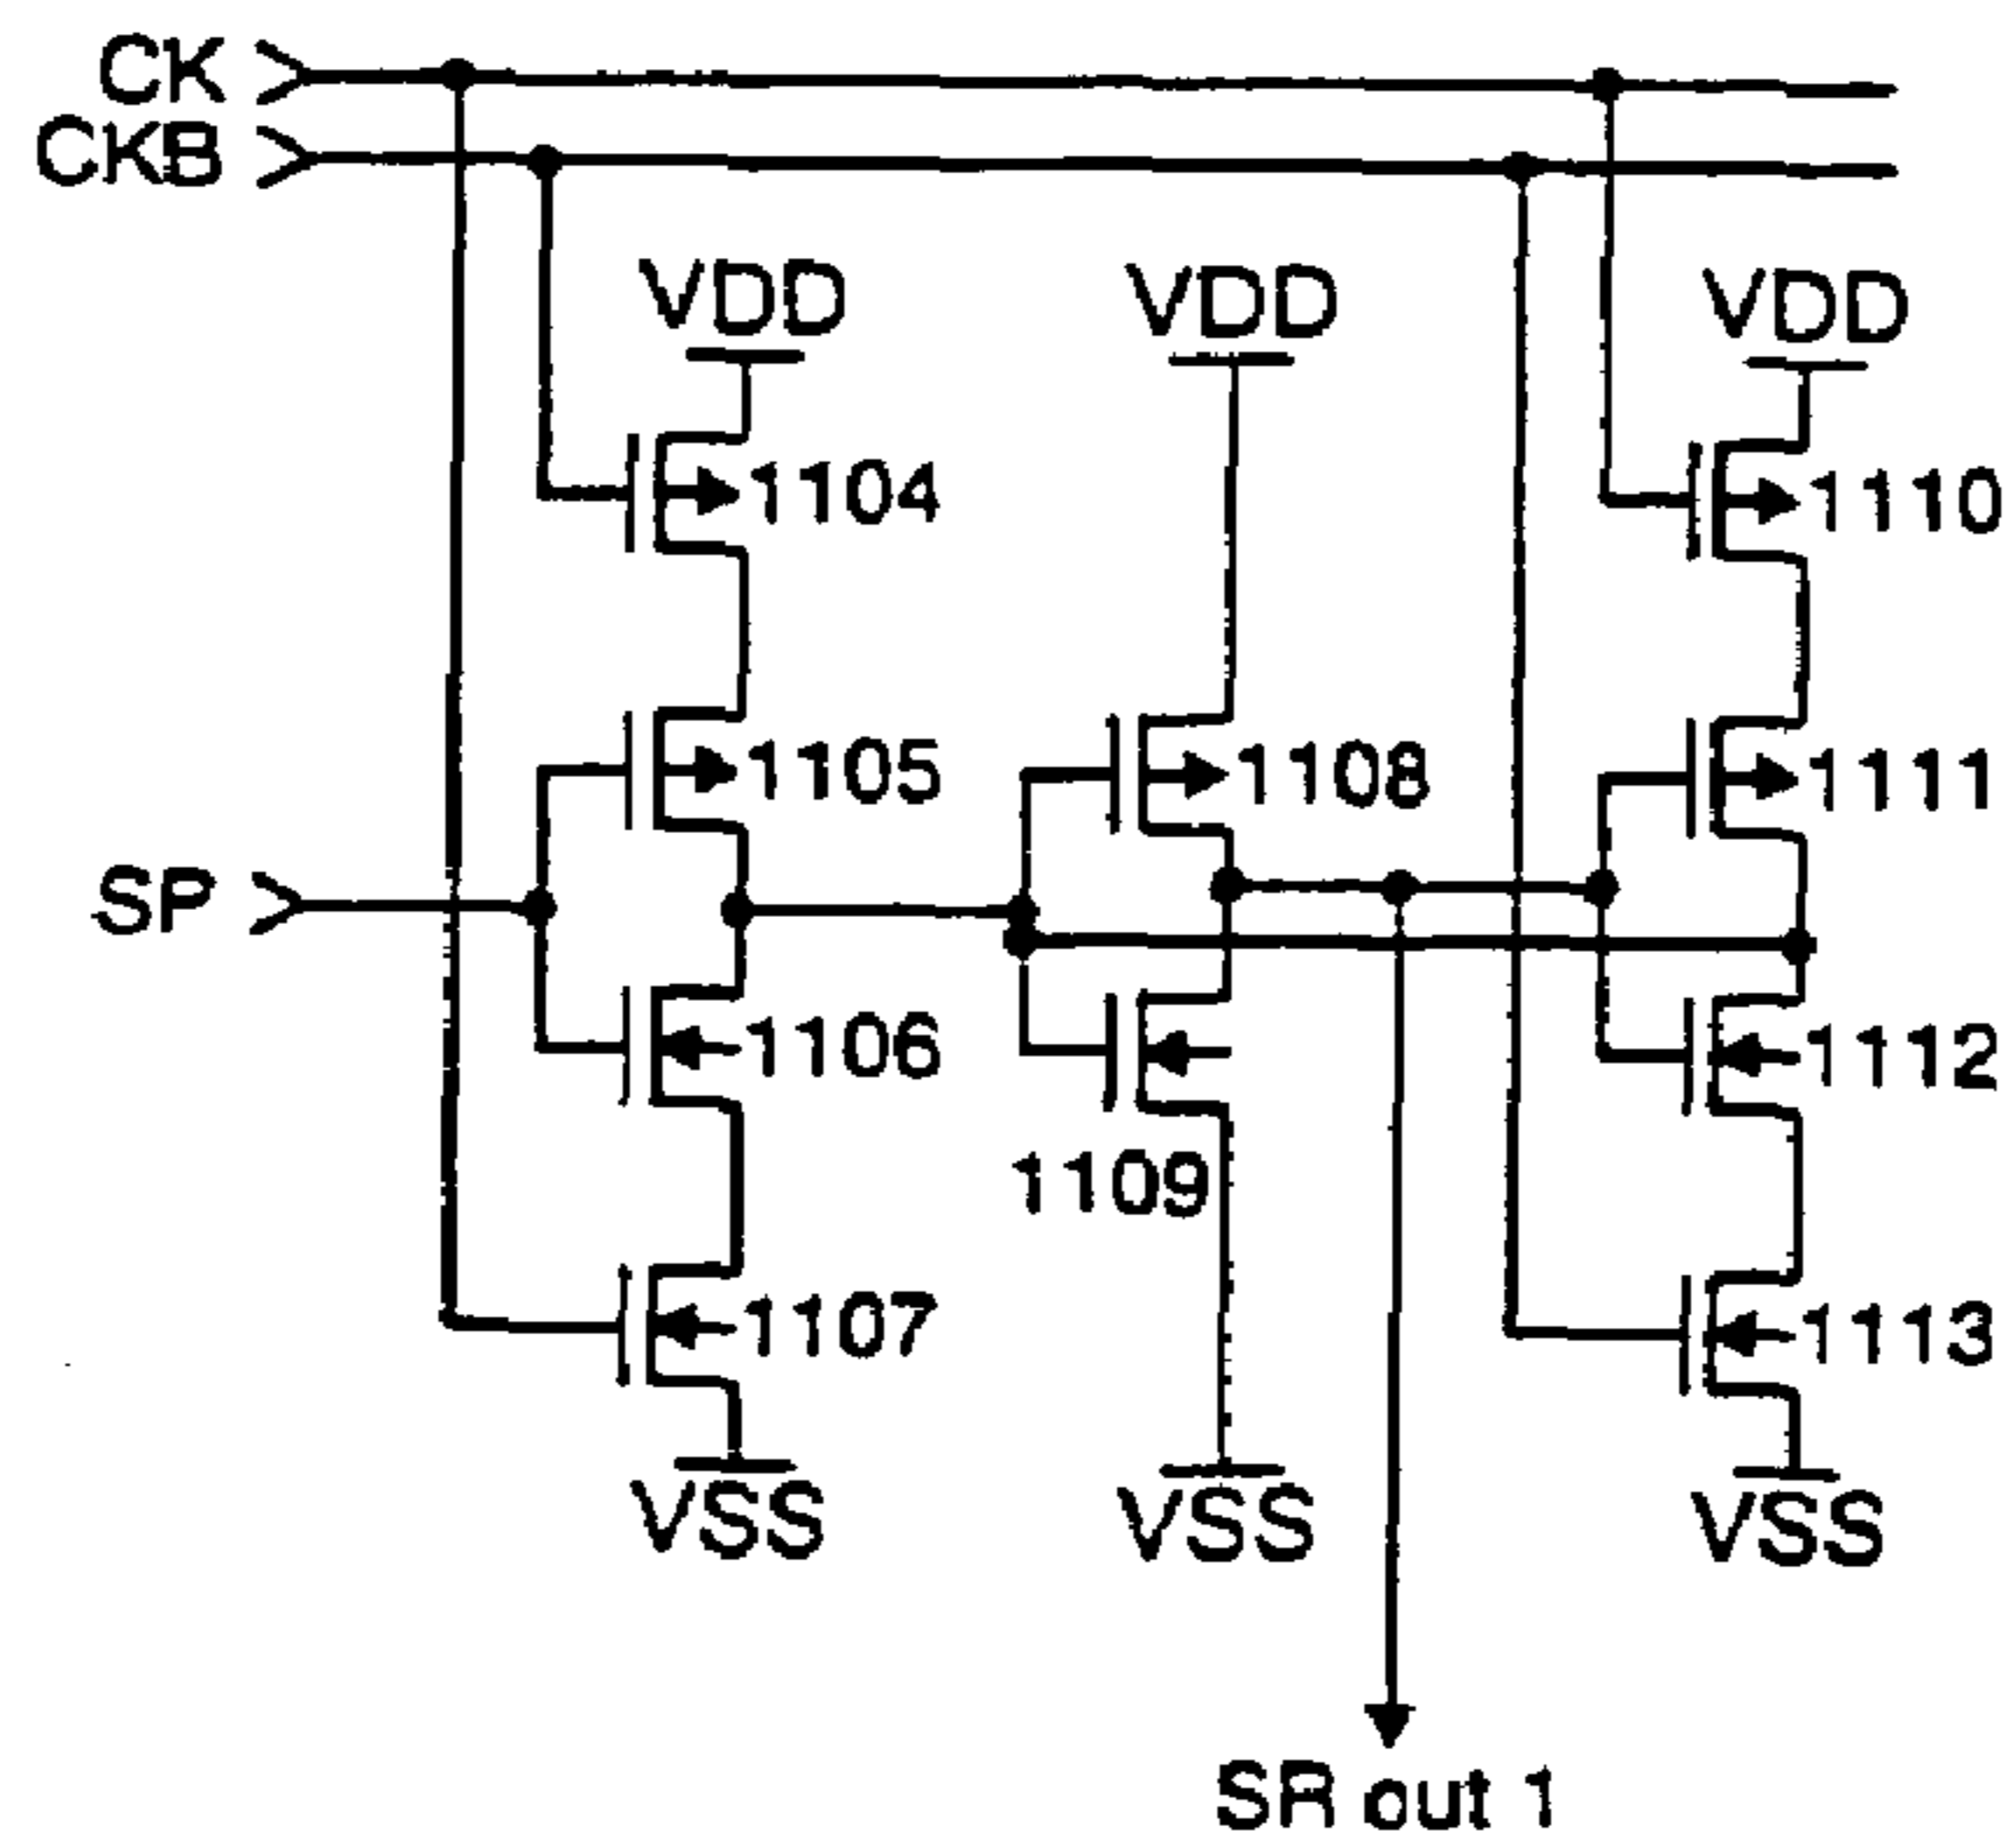 CK
CKB
VDD VDD VDD
1104 1110
1105 1108 1111
SP
1106 1112
1109
1107 1113
VSS VSS VSS
SR out 1